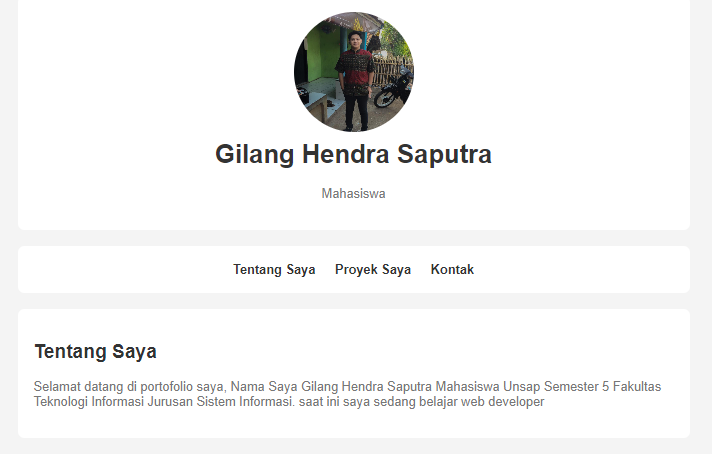 Gilang Hendra Saputra
Mahasiswa
Tentang Saya Proyek Saya Kontak
Tentang Saya
Selamat datang di portofolio saya, Nama Saya Gilang Hendra Saputra Mahasiswa Unsap Semester 5 Fakultas
Teknologi Informasi Jurusan Sistem Informasi. saat ini saya sedang belajar web developer